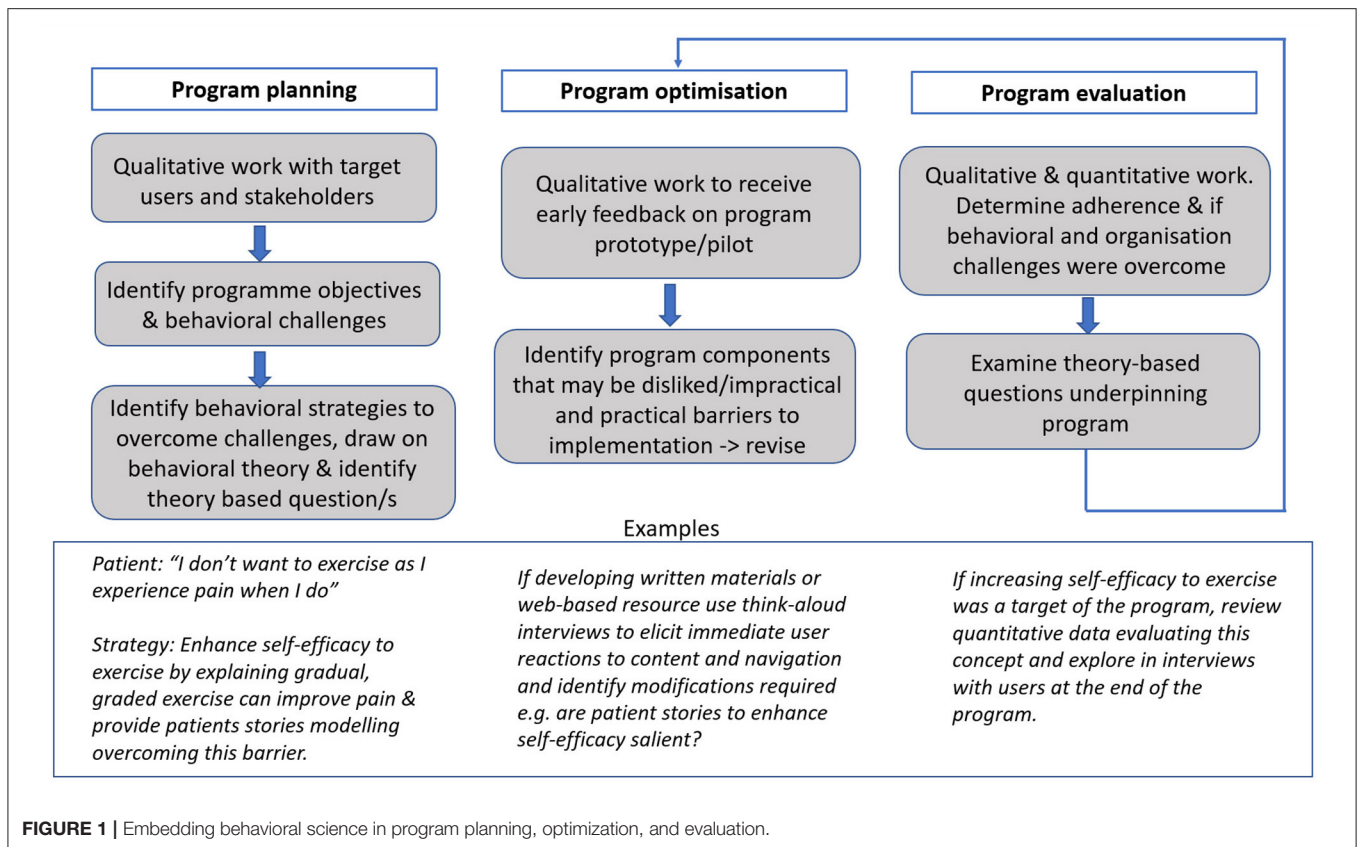 Program planning
Qualitative work with target
users and stakeholders
Identify programme objectives
& behavioral challenges
Identify behavioral strategies to
overcome challenges, draw on
behavioral theory & identify
theory based question/s
Program optimisation
Qualitative work to receive
early feedback on program
prototype/pilot
Identify program components
that may be disliked/impractical
and practical barriers to
implementation -> revise
Program evaluation
Qualitative & quantitative work.
Determine adherence & if
behavioral and organisation
challenges were overcome
Examine theory-based
questions underpinning
program
Examples
Patient: “I don’t want to exercise as I
experience pain when I do”
Strategy: Enhance self-efficacy to
exercise by explaining gradual,
graded exercise can improve pain &
provide patients stories modelling
overcoming this barrier.
If developing written materials or
web-based resource use think-aloud
interviews to elicit immediate user
reactions to content and navigation
and identify modifications required
e.g. are patient stories to enhance
self-efficacy salient?
If increasing self-efficacy to exercise
was a target of the program, review
quantitative data evaluating this
concept and explore in interviews
with users at the end of the
program.
FIGURE 1 | Embedding behavioral science in program planning, optimization, and evaluation.